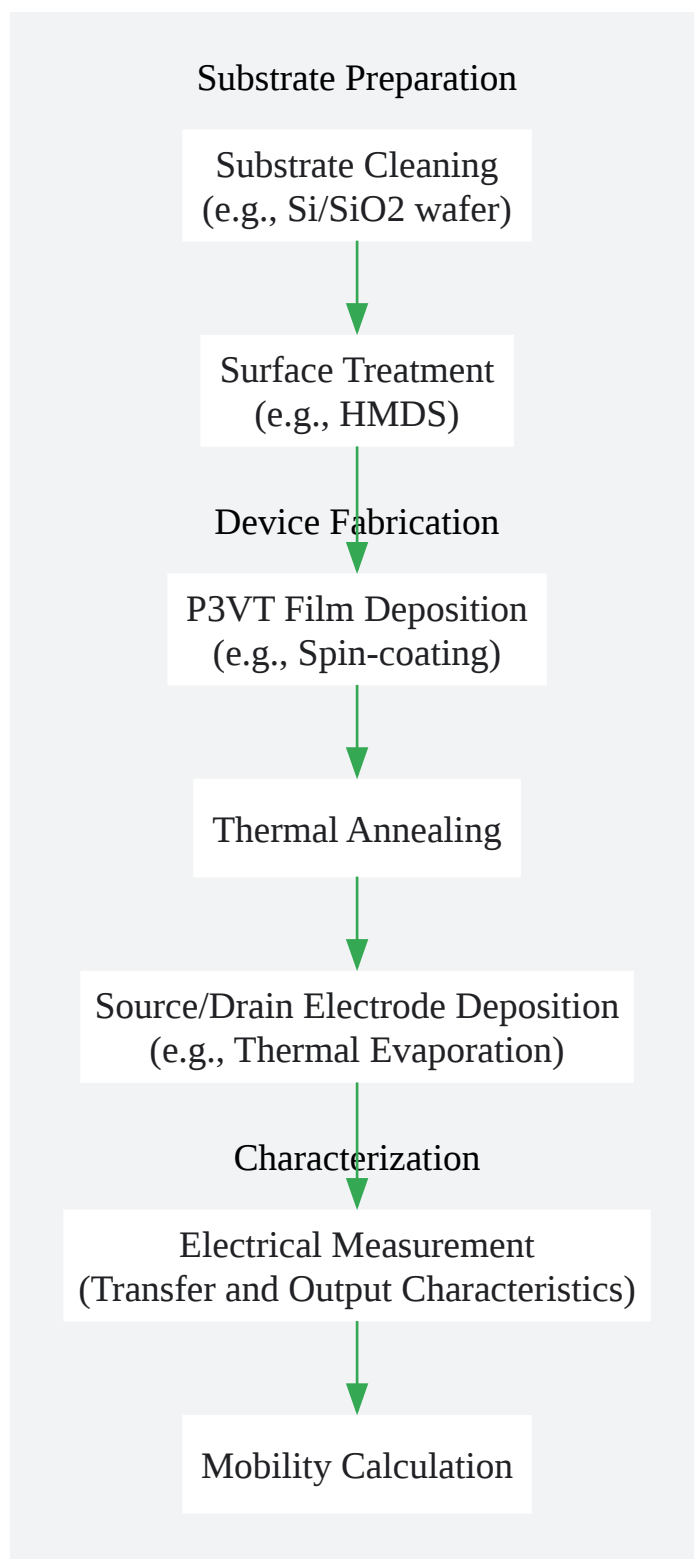 Substrate Preparation
Substrate Cleaning
(e.g., Si/SiO2 wafer)
Surface Treatment
(e.g., HMDS)
Device Fabrication
P3VT Film Deposition
(e.g., Spin-coating)
Thermal Annealing
Source/Drain Electrode Deposition
(e.g., Thermal Evaporation)
Characterization
Electrical Measurement
(Transfer and Output Characteristics)
Mobility Calculation